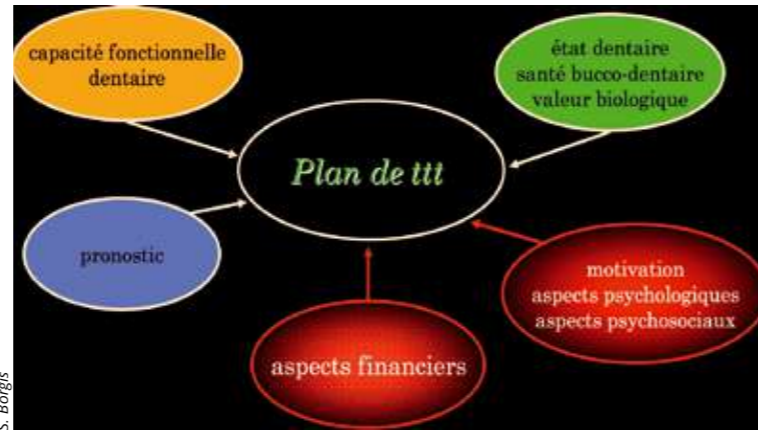 capacité fonctionnelle
dentaire
état dentaire
santé bucco-dentaire
valeur biologique
Plan de ttt
pronostic
motivation
aspects psychologiques
aspects psychosociaux
aspects financiers
S. Borgis